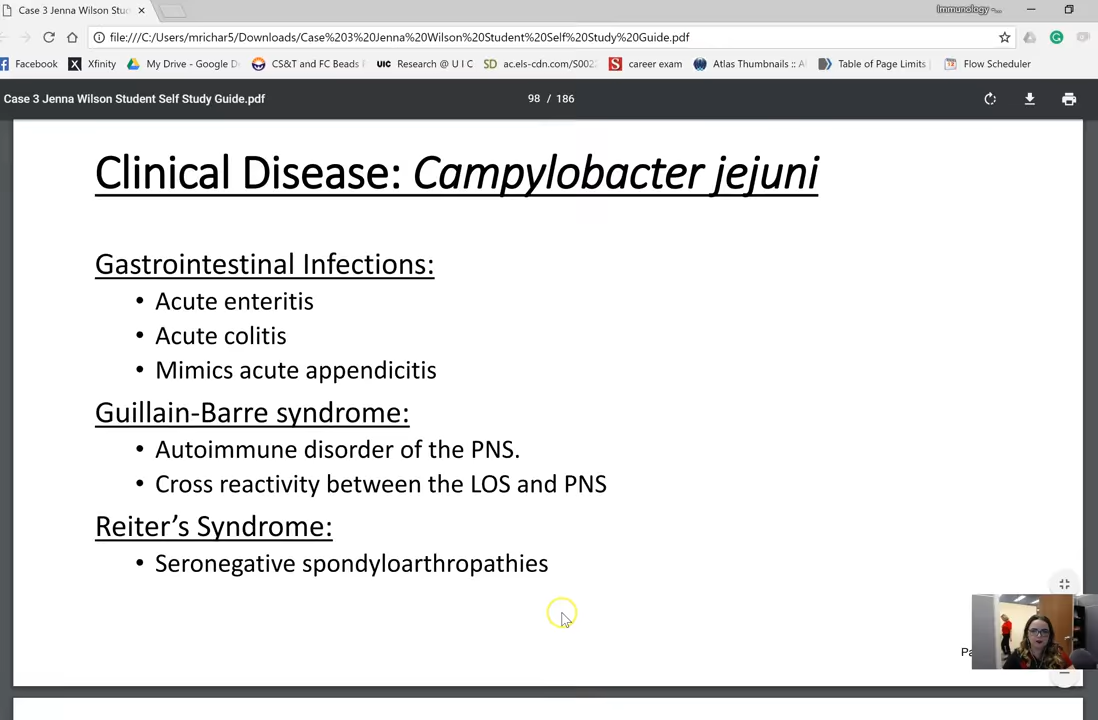 Case 3 Jenna Wilson Stud
Immunology -...
file:///C:/Users/mrichar5/Downloads/Case%203%20Jenna%20Wilson%20Student%20Self%20Study%20Guide.pdf
Facebook X Xfinity My Drive - Google D CS&T and FC Beads UIC Research @ U I C SD ac.els-cdn.com/S002 S career exam Atlas Thumbnails :: A Table of Page Limits Flow Scheduler
Case 3 Jenna Wilson Student Self Study Guide.pdf 98 / 186
Clinical Disease: Campylobacter jejuni
Gastrointestinal Infections:
• Acute enteritis
• Acute colitis
• Mimics acute appendicitis
Guillain-Barre syndrome:
• Autoimmune disorder of the PNS.
• Cross reactivity between the LOS and PNS
Reiter's Syndrome:
• Seronegative spondyloarthropathies
Pa